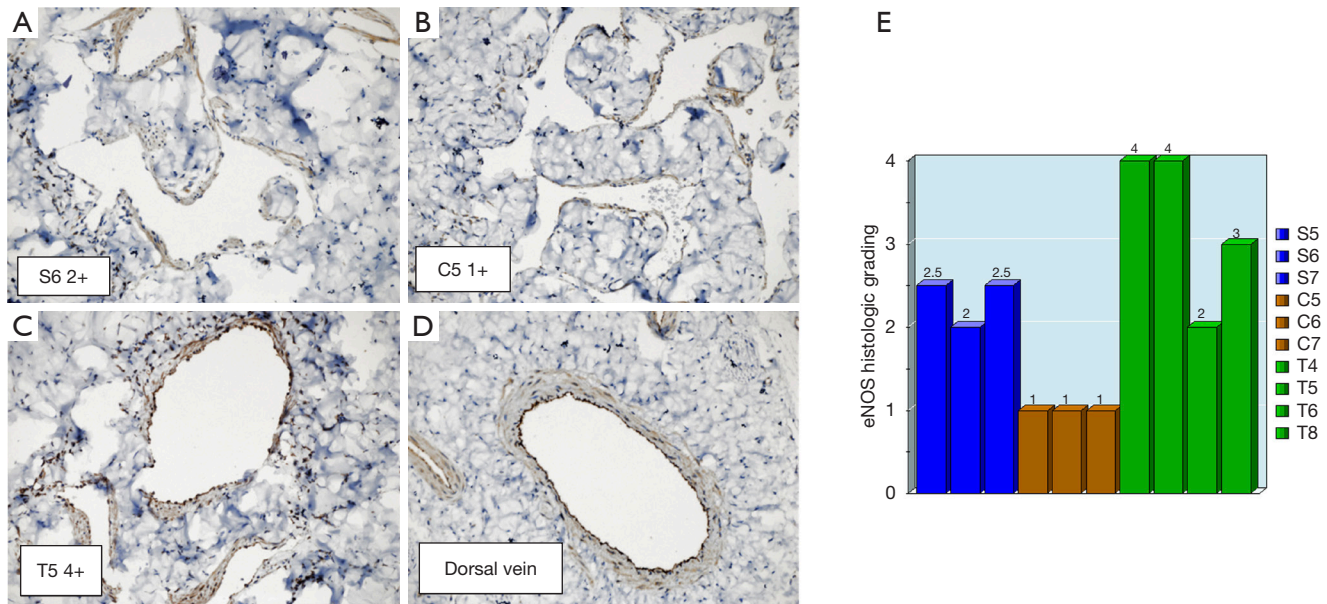 A
S6 2+
B
C5 1+
C
T5 4+
D
Dorsal vein
E
eNOS histologic grading
4
3
2
1
0
2.5
2
2.5
1
1
1
4
4
2
3
S5
S6
S7
C5
C6
C7
T4
T5
T6
T8